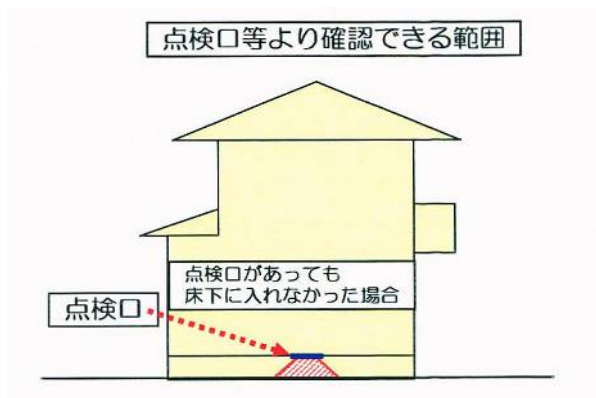 点検口等より確認できる範囲
点検口があっても
床下に入れなかった場合
点検口